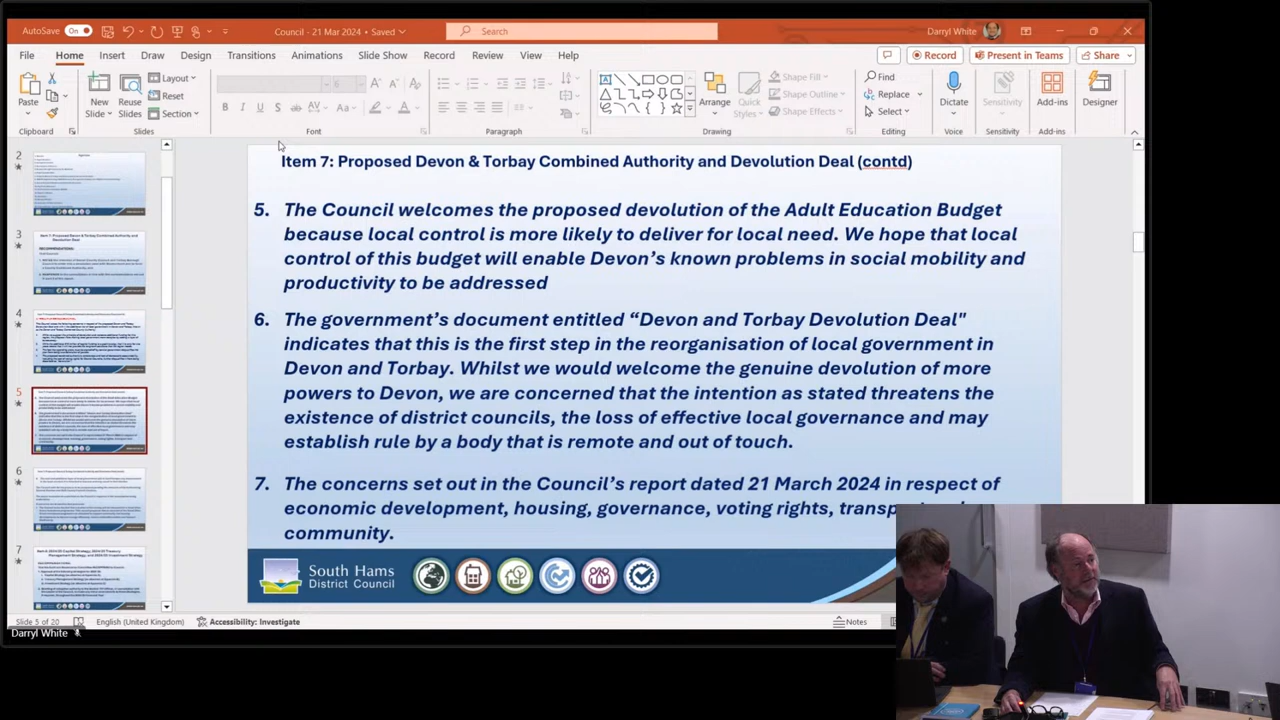 AutoSave On
Council - 21 Mar 2024 • Saved
Search
Darryl White
File Home Insert Draw Design Transitions Animations Slide Show Record Review View Help
Record Present in Teams Share
Paste
New Slide
Reuse Slides
Layout
Reset
Section
B I U S ab AV Aa
Arrange
Quick Styles
Shape Fill
Shape Outline
Shape Effects
Find
Replace
Select
Dictate
Sensitivity
Add-ins
Designer
Clipboard Slides Font Paragraph Drawing Editing Voice Sensitivity Add-ins
2
3
4
5
6
7
Item 7: Proposed Devon & Torbay Combined Authority and Devolution Deal (contd)
5. The Council welcomes the proposed devolution of the Adult Education Budget
because local control is more likely to deliver for local need. We hope that local
control of this budget will enable Devon's known problems in social mobility and
productivity to be addressed
6. The government's document entitled "Devon and Torbay Devolution Deal"
indicates that this is the first step in the reorganisation of local government in
Devon and Torbay. Whilst we would welcome the genuine devolution of more
powers to Devon, we are concerned that the intention as stated threatens the
existence of district councils, the loss of effective local governance and may
establish rule by a body that is remote and out of touch.
7. The concerns set out in the Council's report dated 21 March 2024 in respect of
economic development, housing, governance, voting rights,
community.
South Hams
District Council
Slide 5 of 20
English (United Kingdom)
Accessibility: Investigate
Notes
Darryl White